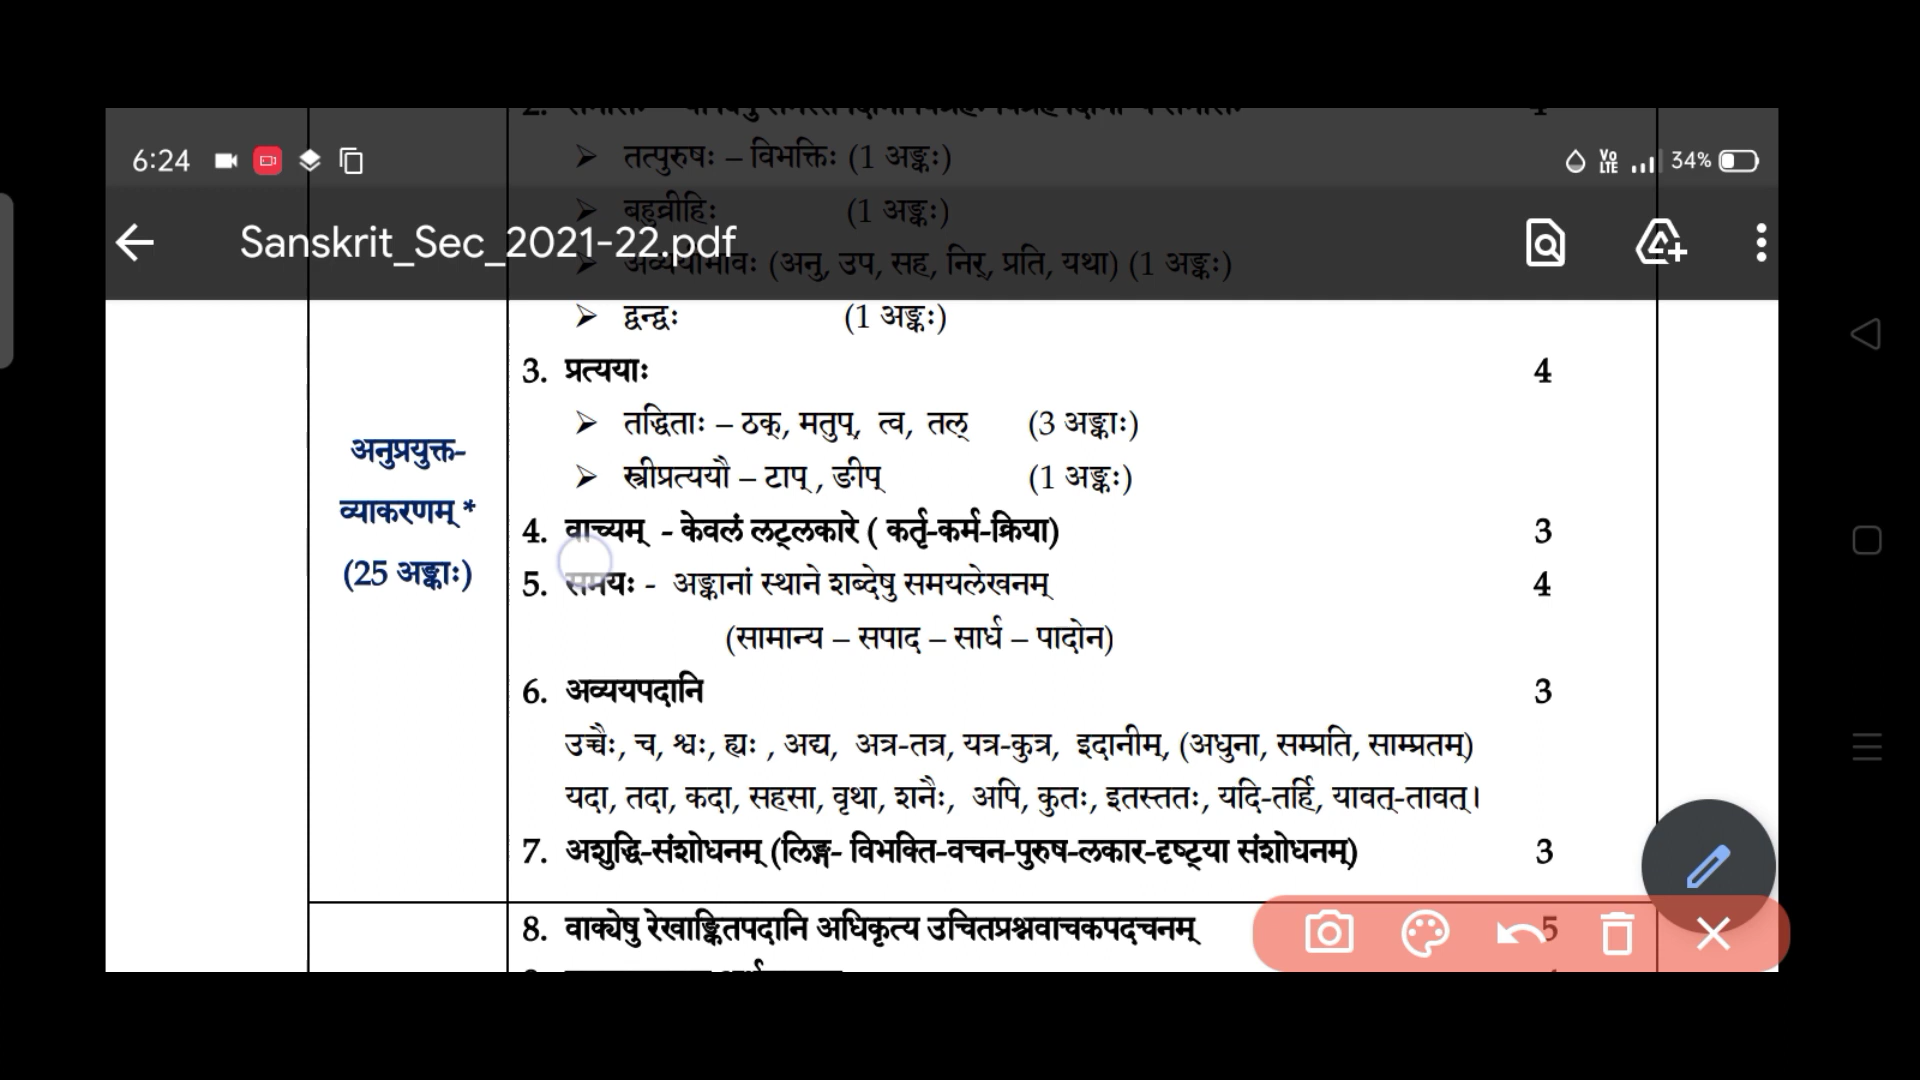 6:24 Vo LTE 34%
तत्पुरुषः – विभक्तिः (1 अङ्कः)
बहुव्रीहिः (1 अङ्कः)
Sanskrit_Sec_2021-22.pdf
अव्ययीभावः (अनु, उप, सह, निर्, प्रति, यथा) (1 अङ्कः)
➢ द्वन्द्वः (1 अङ्कः)
3. प्रत्ययाः 4
➢ तद्धिताः – ठक्, मतुप्, त्व, तल् (3 अङ्काः)
➢ स्त्रीप्रत्ययौ – टाप्, ङीप् (1 अङ्कः)
अनुप्रयुक्त-
व्याकरणम् *
(25 अङ्काः)
4. वाच्यम् - केवलं लट्लकारे ( कर्तृ-कर्म-क्रिया) 3
5. समयः - अङ्कानां स्थाने शब्देषु समयलेखनम् 4
(सामान्य – सपाद – सार्ध – पादोन)
6. अव्ययपदानि 3
उच्चैः, च, श्वः, ह्यः , अद्य, अत्र-तत्र, यत्र-कुत्र, इदानीम्, (अधुना, सम्प्रति, साम्प्रतम्)
यदा, तदा, कदा, सहसा, वृथा, शनैः, अपि, कुतः, इतस्ततः, यदि-तर्हि, यावत्-तावत्।
7. अशुद्धि-संशोधनम् (लिङ्ग- विभक्ति-वचन-पुरुष-लकार-दृष्ट्या संशोधनम्) 3
8. वाक्येषु रेखाङ्कितपदानि अधिकृत्य उचितप्रश्नवाचकपदचनम् 5